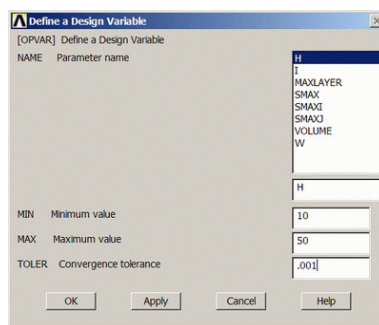 Define a Design Variable
[OPVAR] Define a Design Variable
NAME Parameter name
H
I
MAXLAYER
SMAX
SMAXI
SMAXJ
VOLUME
W
H
MIN Minimum value 10
MAX Maximum value 50
TOLER Convergence tolerance .001
OK Apply Cancel Help